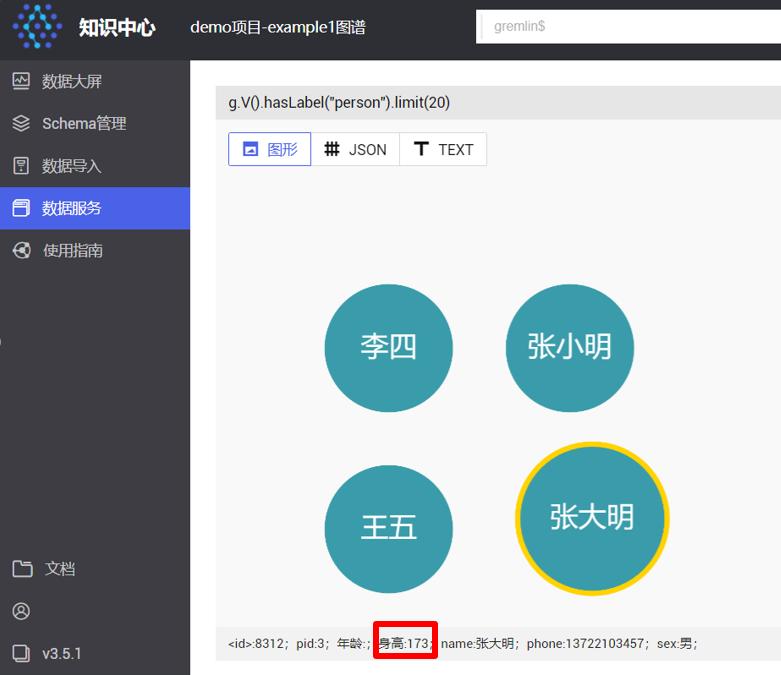 知识中心 demo项目-example1图谱 gremlin$
数据大屏
Schema管理
数据导入
数据服务
使用指南
文档
v3.5.1
g.V().hasLabel("person").limit(20)
图形 JSON T TEXT
李四 张小明
王五 张大明
<id>:8312; pid:3; 年龄:; 身高:173; name:张大明; phone:13722103457; sex:男;